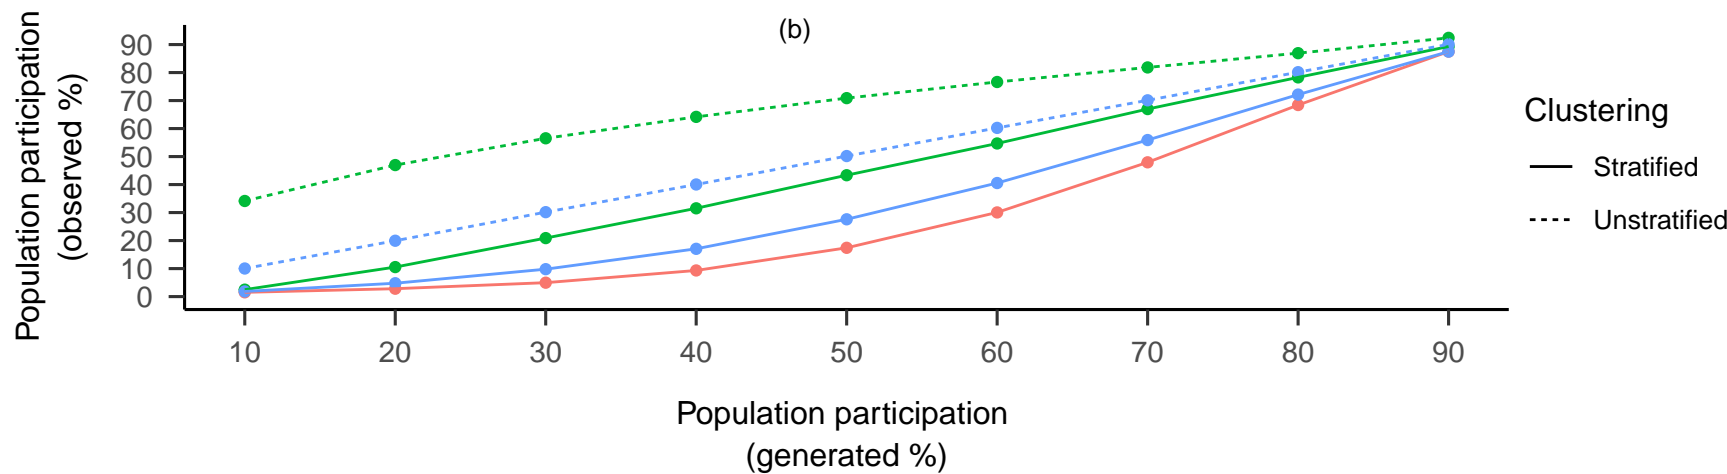 (b)
Population participation
(observed %)
90
80
70
60
50
40
30
20
10
0
10 20 30 40 50 60 70 80 90
Population participation
(generated %)
Clustering
Stratified
Unstratified